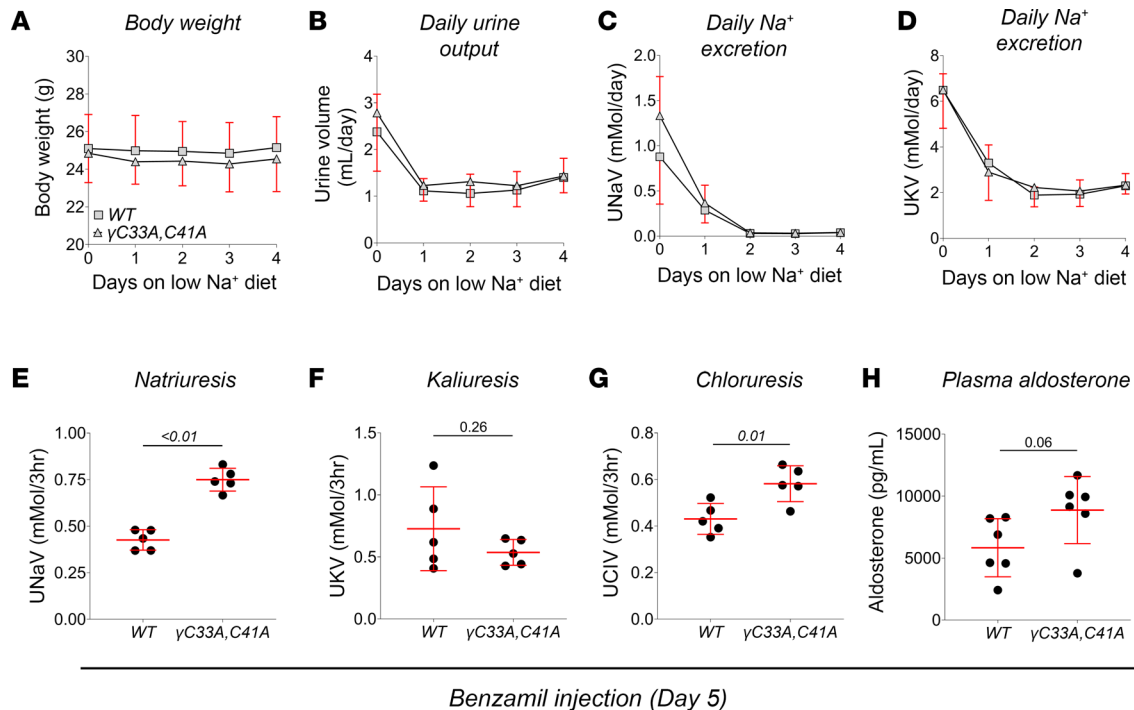 A
Body weight
Body weight (g)
28
26
24
22
20
WT
γC33A,C41A
0 1 2 3 4
Days on low Na⁺ diet
B
Daily urine
output
Urine volume
(mL/day)
4
3
2
1
0
0 1 2 3 4
Days on low Na⁺ diet
C
Daily Na⁺
excretion
UNaV (mMol/day)
2.0
1.5
1.0
0.5
0.0
0 1 2 3 4
Days on low Na⁺ diet
D
Daily Na⁺
excretion
UKV (mMol/day)
8
6
4
2
0
0 1 2 3 4
Days on low Na⁺ diet
E
Natriuresis
UNaV (mMol/3hr)
1.00
0.75
0.50
0.25
0.00
<0.01
WT γC33A,C41A
F
Kaliuresis
UKV (mMol/3hr)
1.5
1.0
0.5
0.0
0.26
WT γC33A,C41A
G
Chloruresis
UClV (mMol/3hr)
0.8
0.6
0.4
0.2
0.0
0.01
WT γC33A,C41A
H
Plasma aldosterone
Aldosterone (pg/mL)
15000
10000
5000
0
0.06
WT γC33A,C41A
Benzamil injection (Day 5)